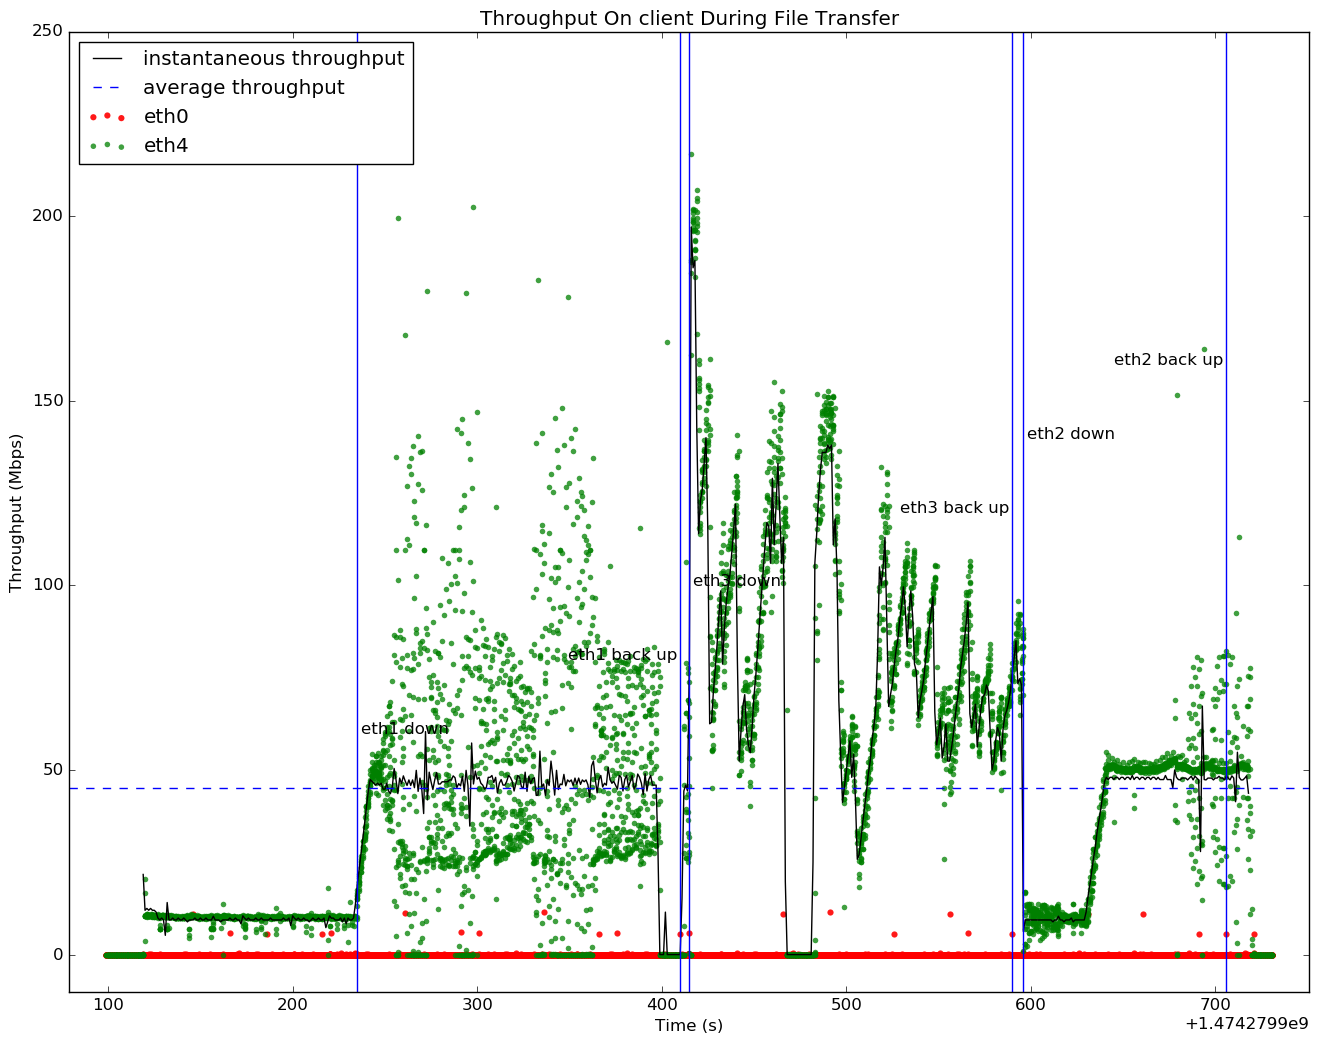 Throughput On client During File Transfer
250
200
150
100
50
0
Throughput (Mbps)
instantaneous throughput
average throughput
eth0
eth4
eth2 back up
eth2 down
eth3 back up
eth3 down
eth1 back up
eth1 down
100
200
300
400
500
600
700
Time (s)
+1.4742799e9